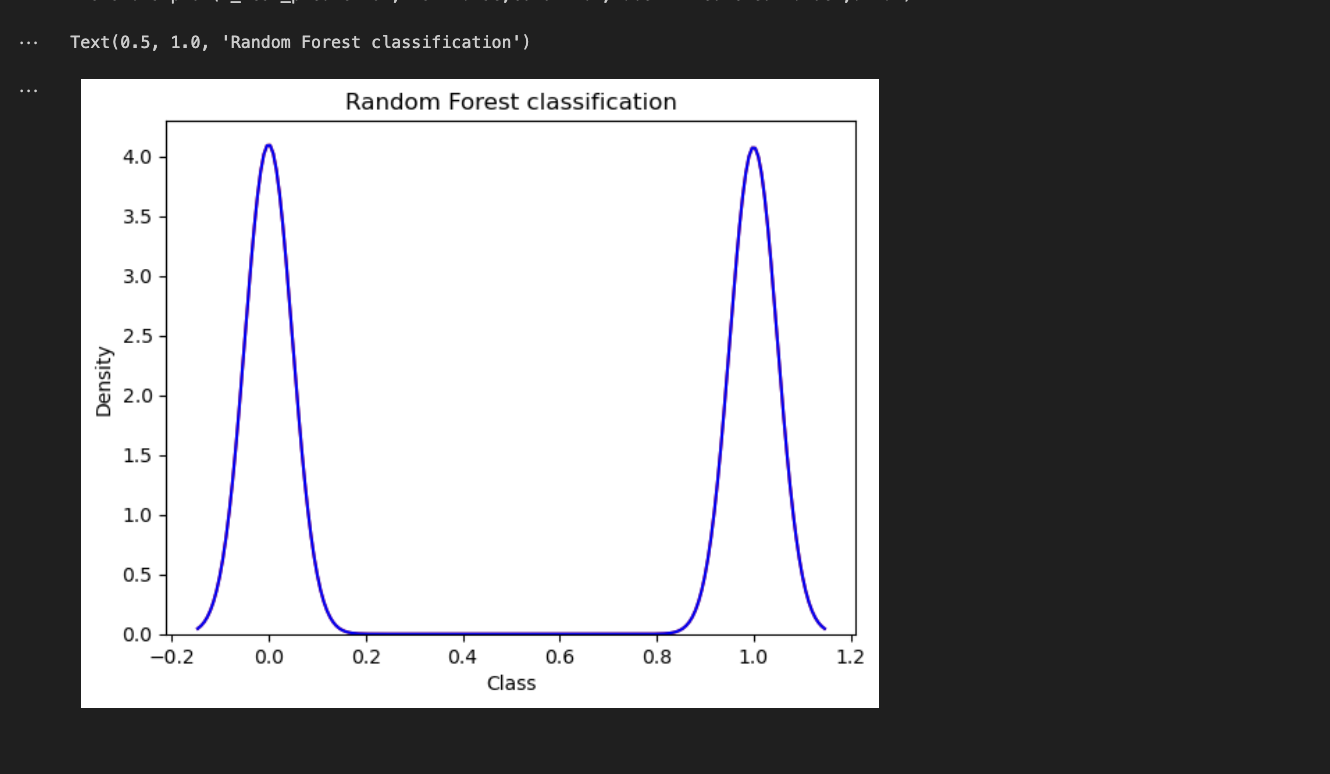 ...
Text(0.5, 1.0, 'Random Forest classification')
...
Random Forest classification
4.0
3.5
3.0
2.5
2.0
1.5
1.0
0.5
0.0
Density
−0.2 0.0 0.2 0.4 0.6 0.8 1.0 1.2
Class